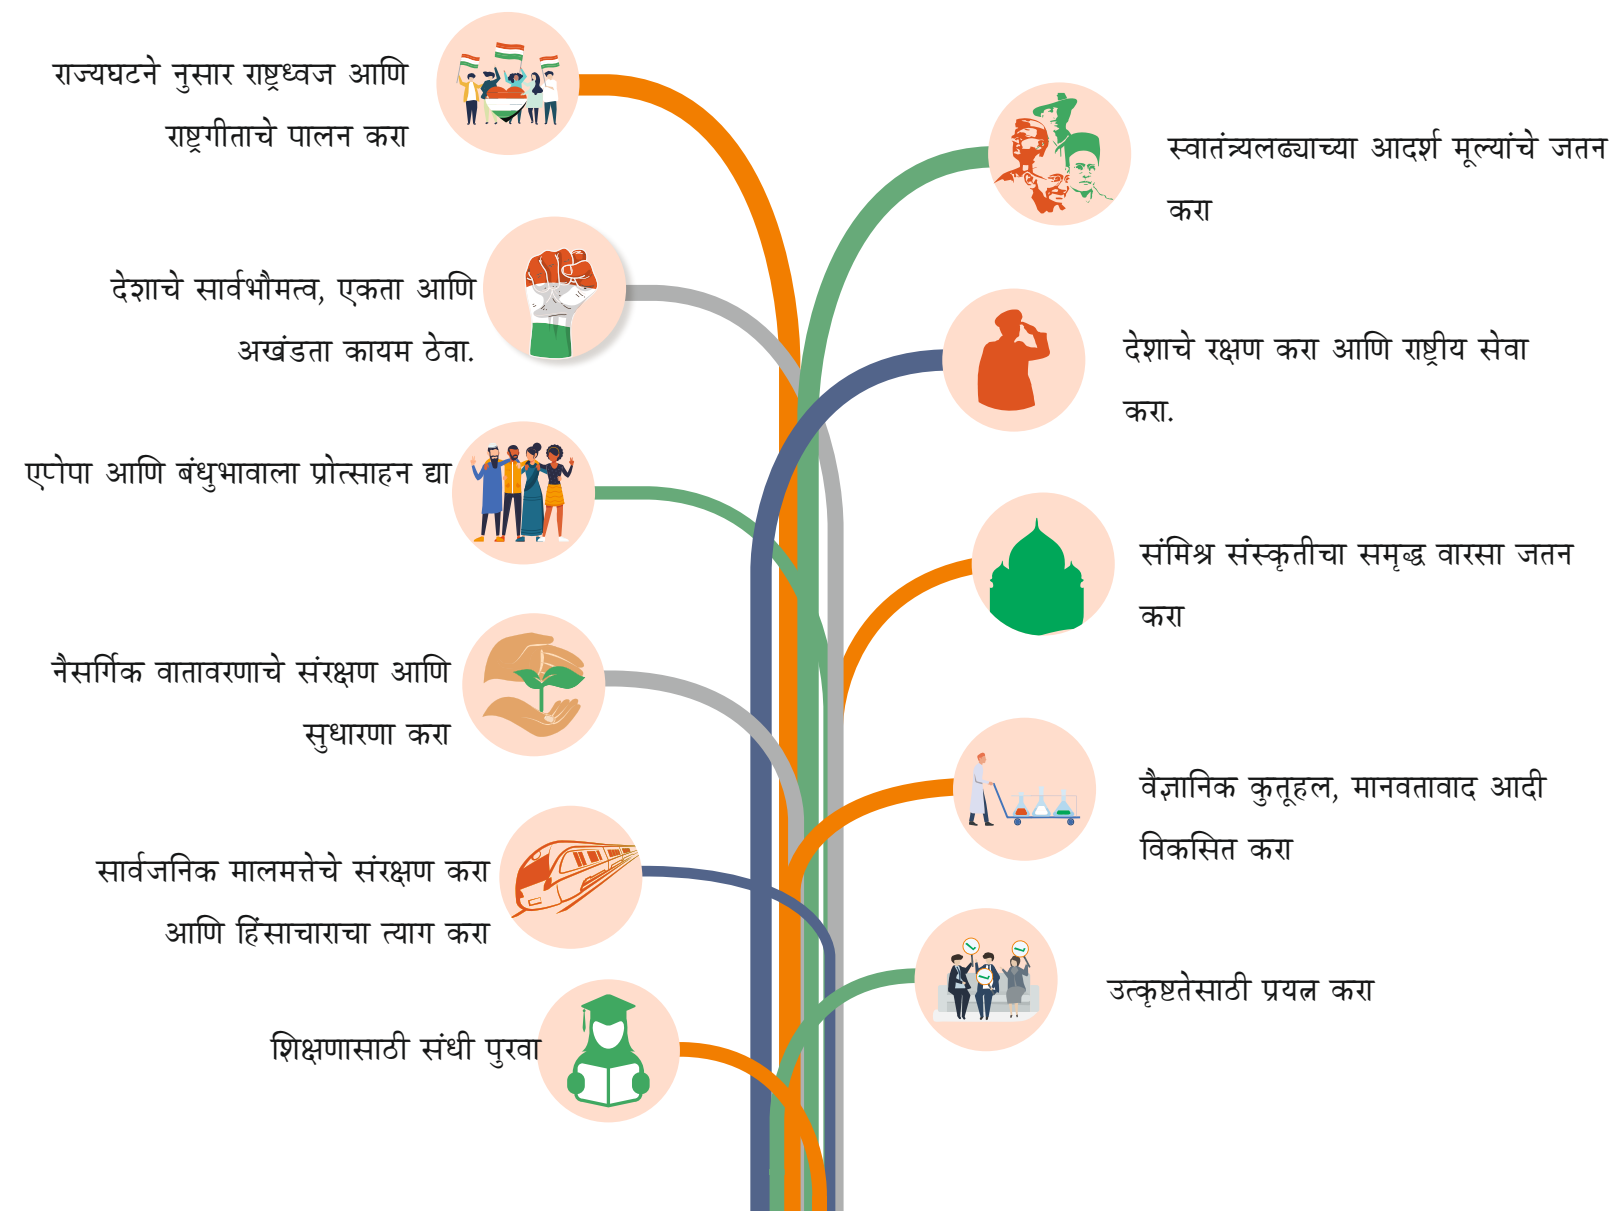 राज्यघटने नुसार राष्ट्रध्वज आणि
राष्ट्रगीताचे पालन करा
स्वातंत्र्यलढ्याच्या आदर्श मूल्यांचे जतन
करा
देशाचे सार्वभौमत्व, एकता आणि
अखंडता कायम ठेवा.
देशाचे रक्षण करा आणि राष्ट्रीय सेवा
करा.
एप्टोपा आणि बंधुभावाला प्रोत्साहन द्या
संमिश्र संस्कृतीचा समृद्ध वारसा जतन
करा
नैसर्गिक वातावरणाचे संरक्षण आणि
सुधारणा करा
वैज्ञानिक कुतूहल, मानवतावाद आदी
विकसित करा
सार्वजनिक मालमत्तेचे संरक्षण करा
आणि हिंसाचाराचा त्याग करा
उत्कृष्टतेसाठी प्रयत्न करा
शिक्षणासाठी संधी पुरवा